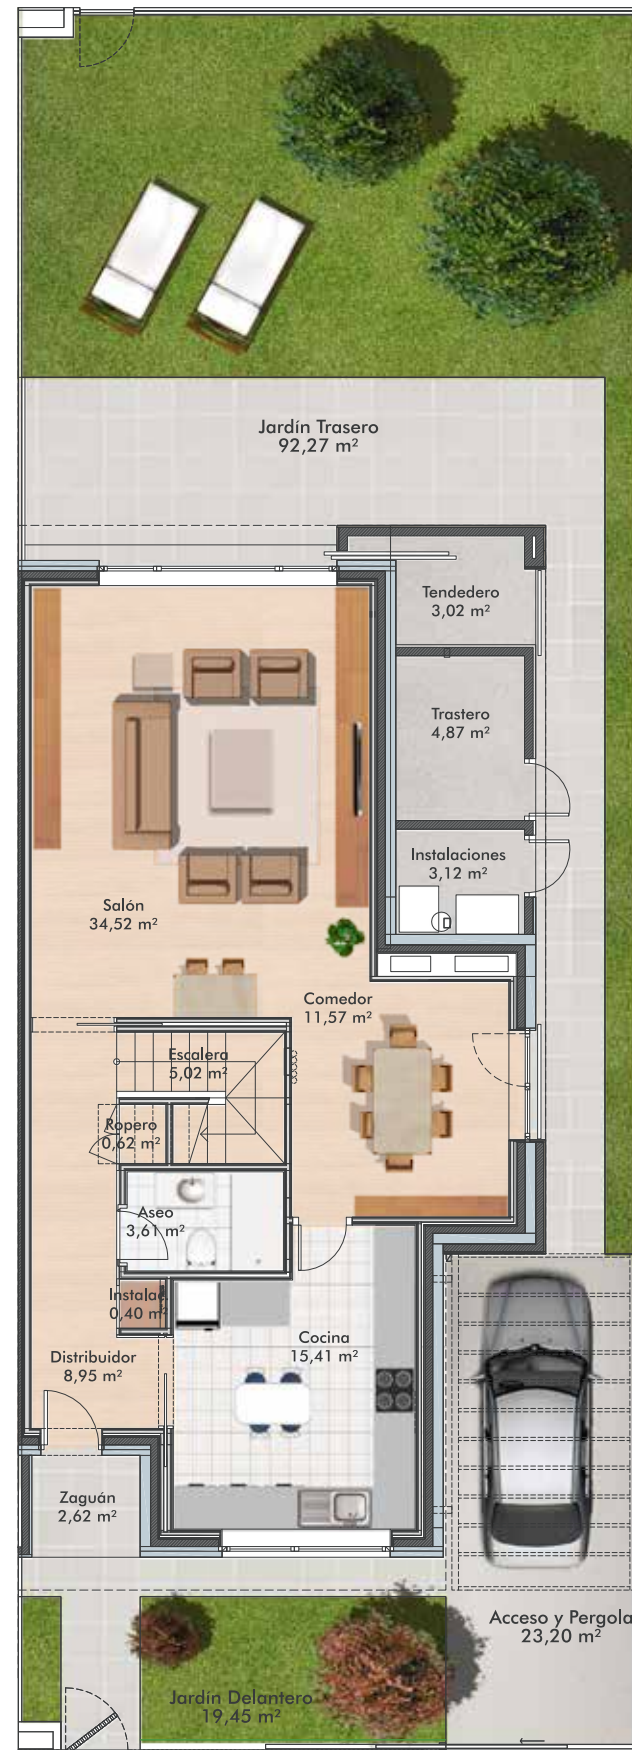 Jardín Trasero
92,27 m²
Tendedero
3,02 m²
Trastero
4,87 m²
Instalaciones
3,12 m²
Salón
34,52 m²
Comedor
11,57 m²
Escalera
5,02 m²
Ropero
0,62 m²
Aseo
3,61 m²
Instalac.
0,40 m²
Cocina
15,41 m²
Distribuidor
8,95 m²
Zaguán
2,62 m²
Acceso y Pergola
23,20 m²
Jardín Delantero
19,45 m²